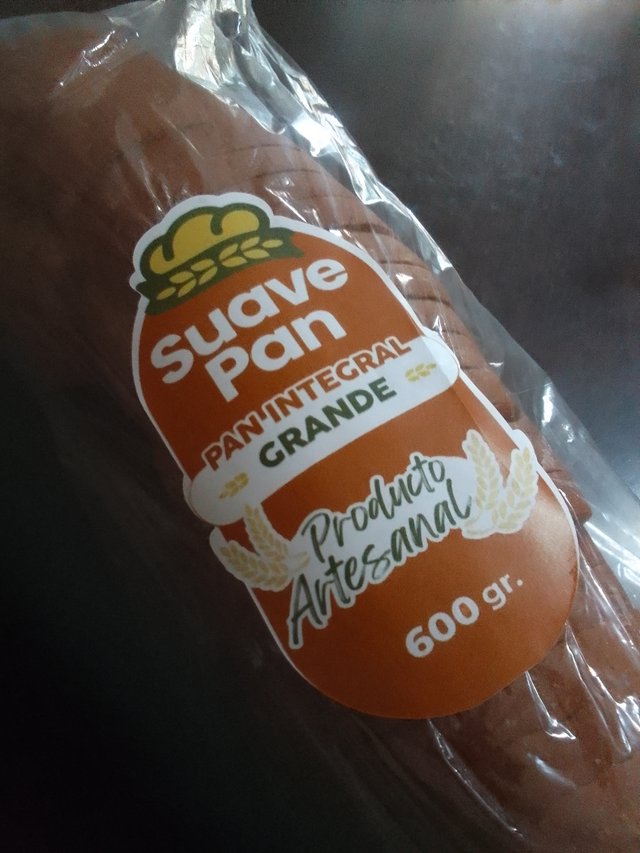 Suave
Pan
PAN INTEGRAL
GRANDE
Producto
Artesanal
600 gr.